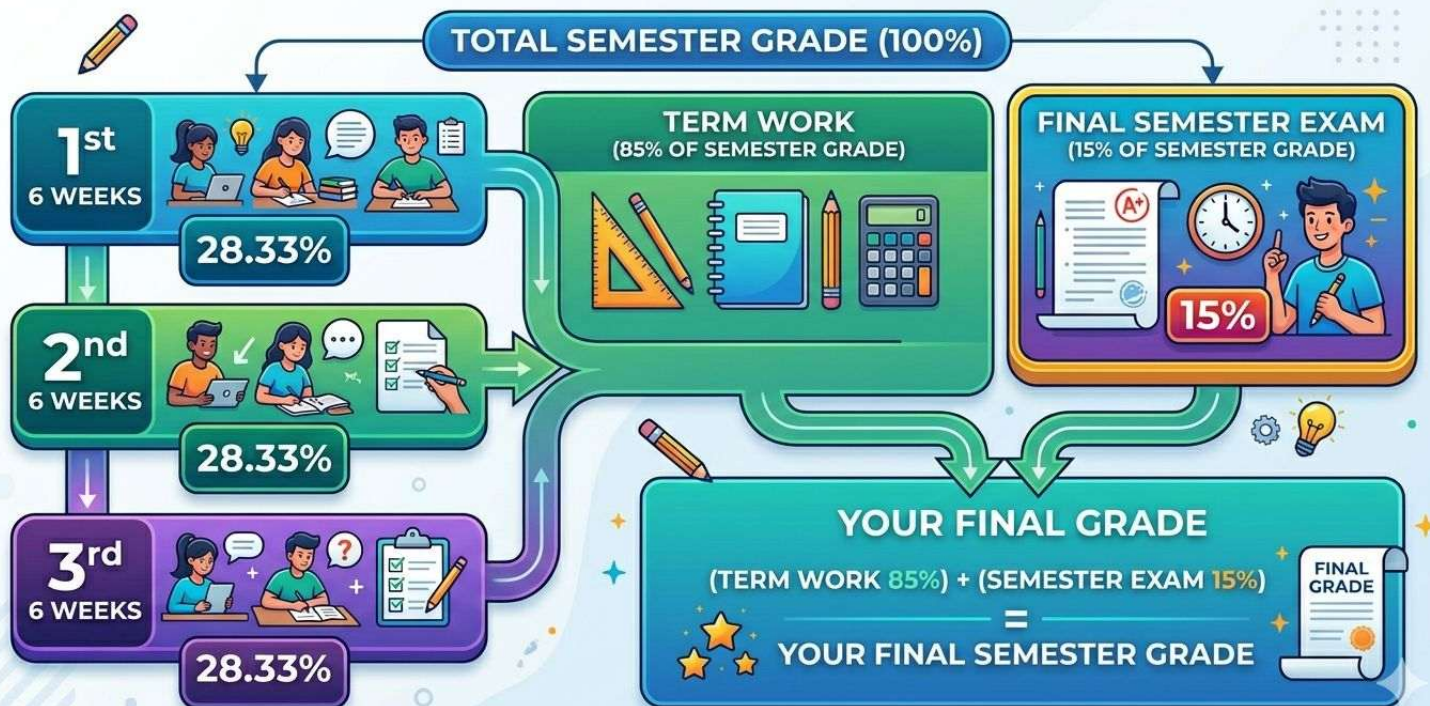 TOTAL SEMESTER GRADE (100%)
1st
6 WEEKS
28.33%
2nd
6 WEEKS
28.33%
3rd
6 WEEKS
28.33%
TERM WORK
(85% OF SEMESTER GRADE)
FINAL SEMESTER EXAM
(15% OF SEMESTER GRADE)
A+
15%
YOUR FINAL GRADE
(TERM WORK 85%) + (SEMESTER EXAM 15%)
=
YOUR FINAL SEMESTER GRADE
FINAL
GRADE